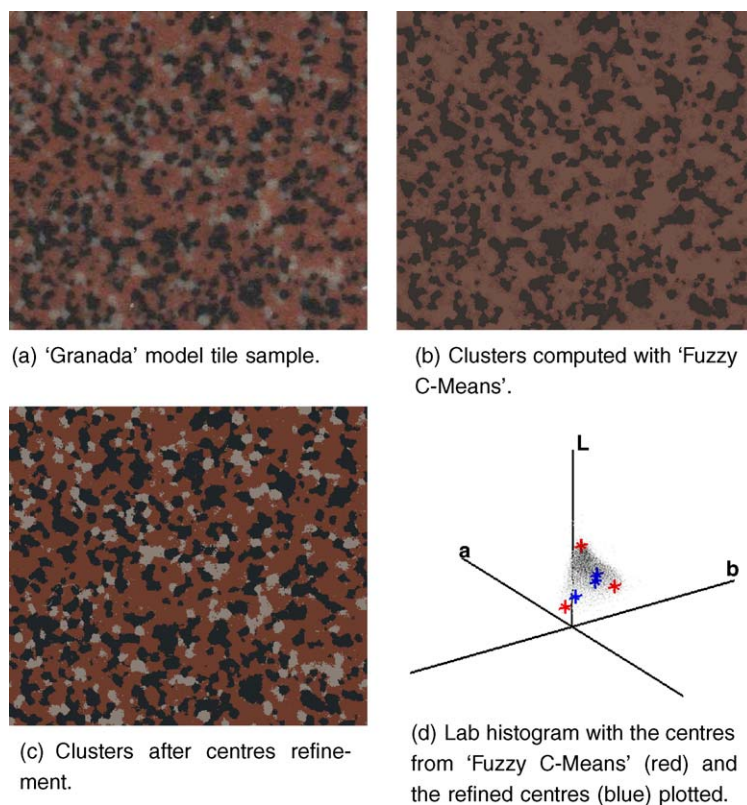 (a) ‘Granada’ model tile sample.
(b) Clusters computed with ‘Fuzzy
C-Means’.
(c) Clusters after centres refine-
ment.
L
a
b
(d) Lab histogram with the centres
from ‘Fuzzy C-Means’ (red) and
the refined centres (blue) plotted.